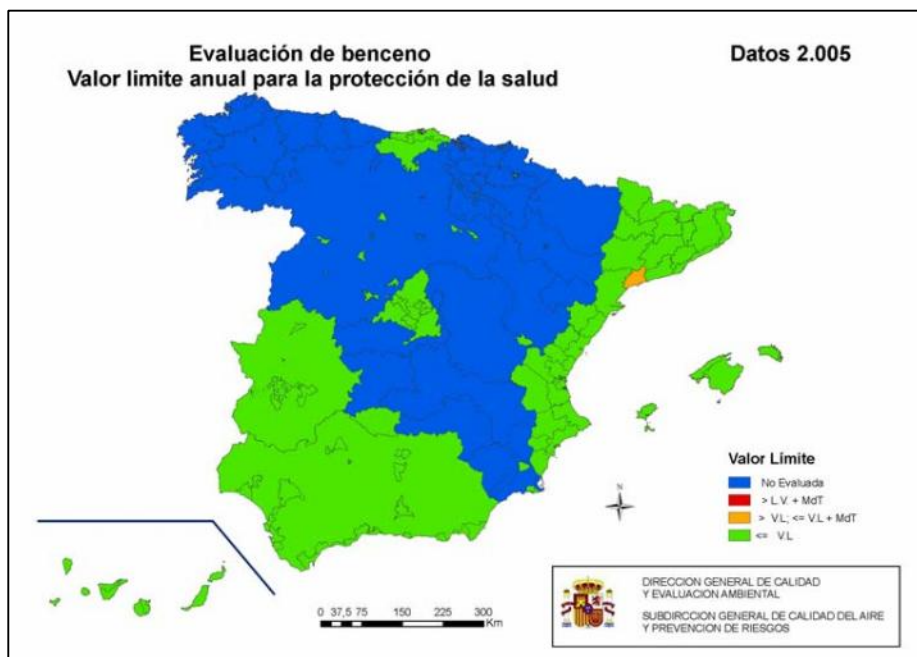 Evaluación de benceno
Valor limite anual para la protección de la salud
Datos 2.005
N
Valor Limite
No Evaluada
> L.V. + MdT
> V.L; <= V.L + MdT
<= V.L
0 37,5 75 150 225 300
Km
DIRECCION GENERAL DE CALIDAD
Y EVALUACION AMBIENTAL
SUBDIRCCION GENERAL DE CALIDAD DEL AIRE
Y PREVENCION DE RIESGOS